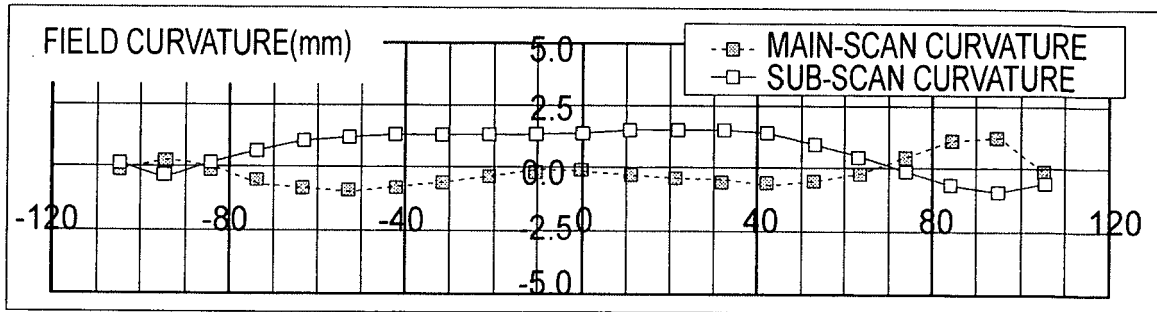 FIELD CURVATURE(mm)
5.0
MAIN-SCAN CURVATURE
SUB-SCAN CURVATURE
2.5
0.0
-120 -80 -40 0 40 80 120
-2.5
-5.0